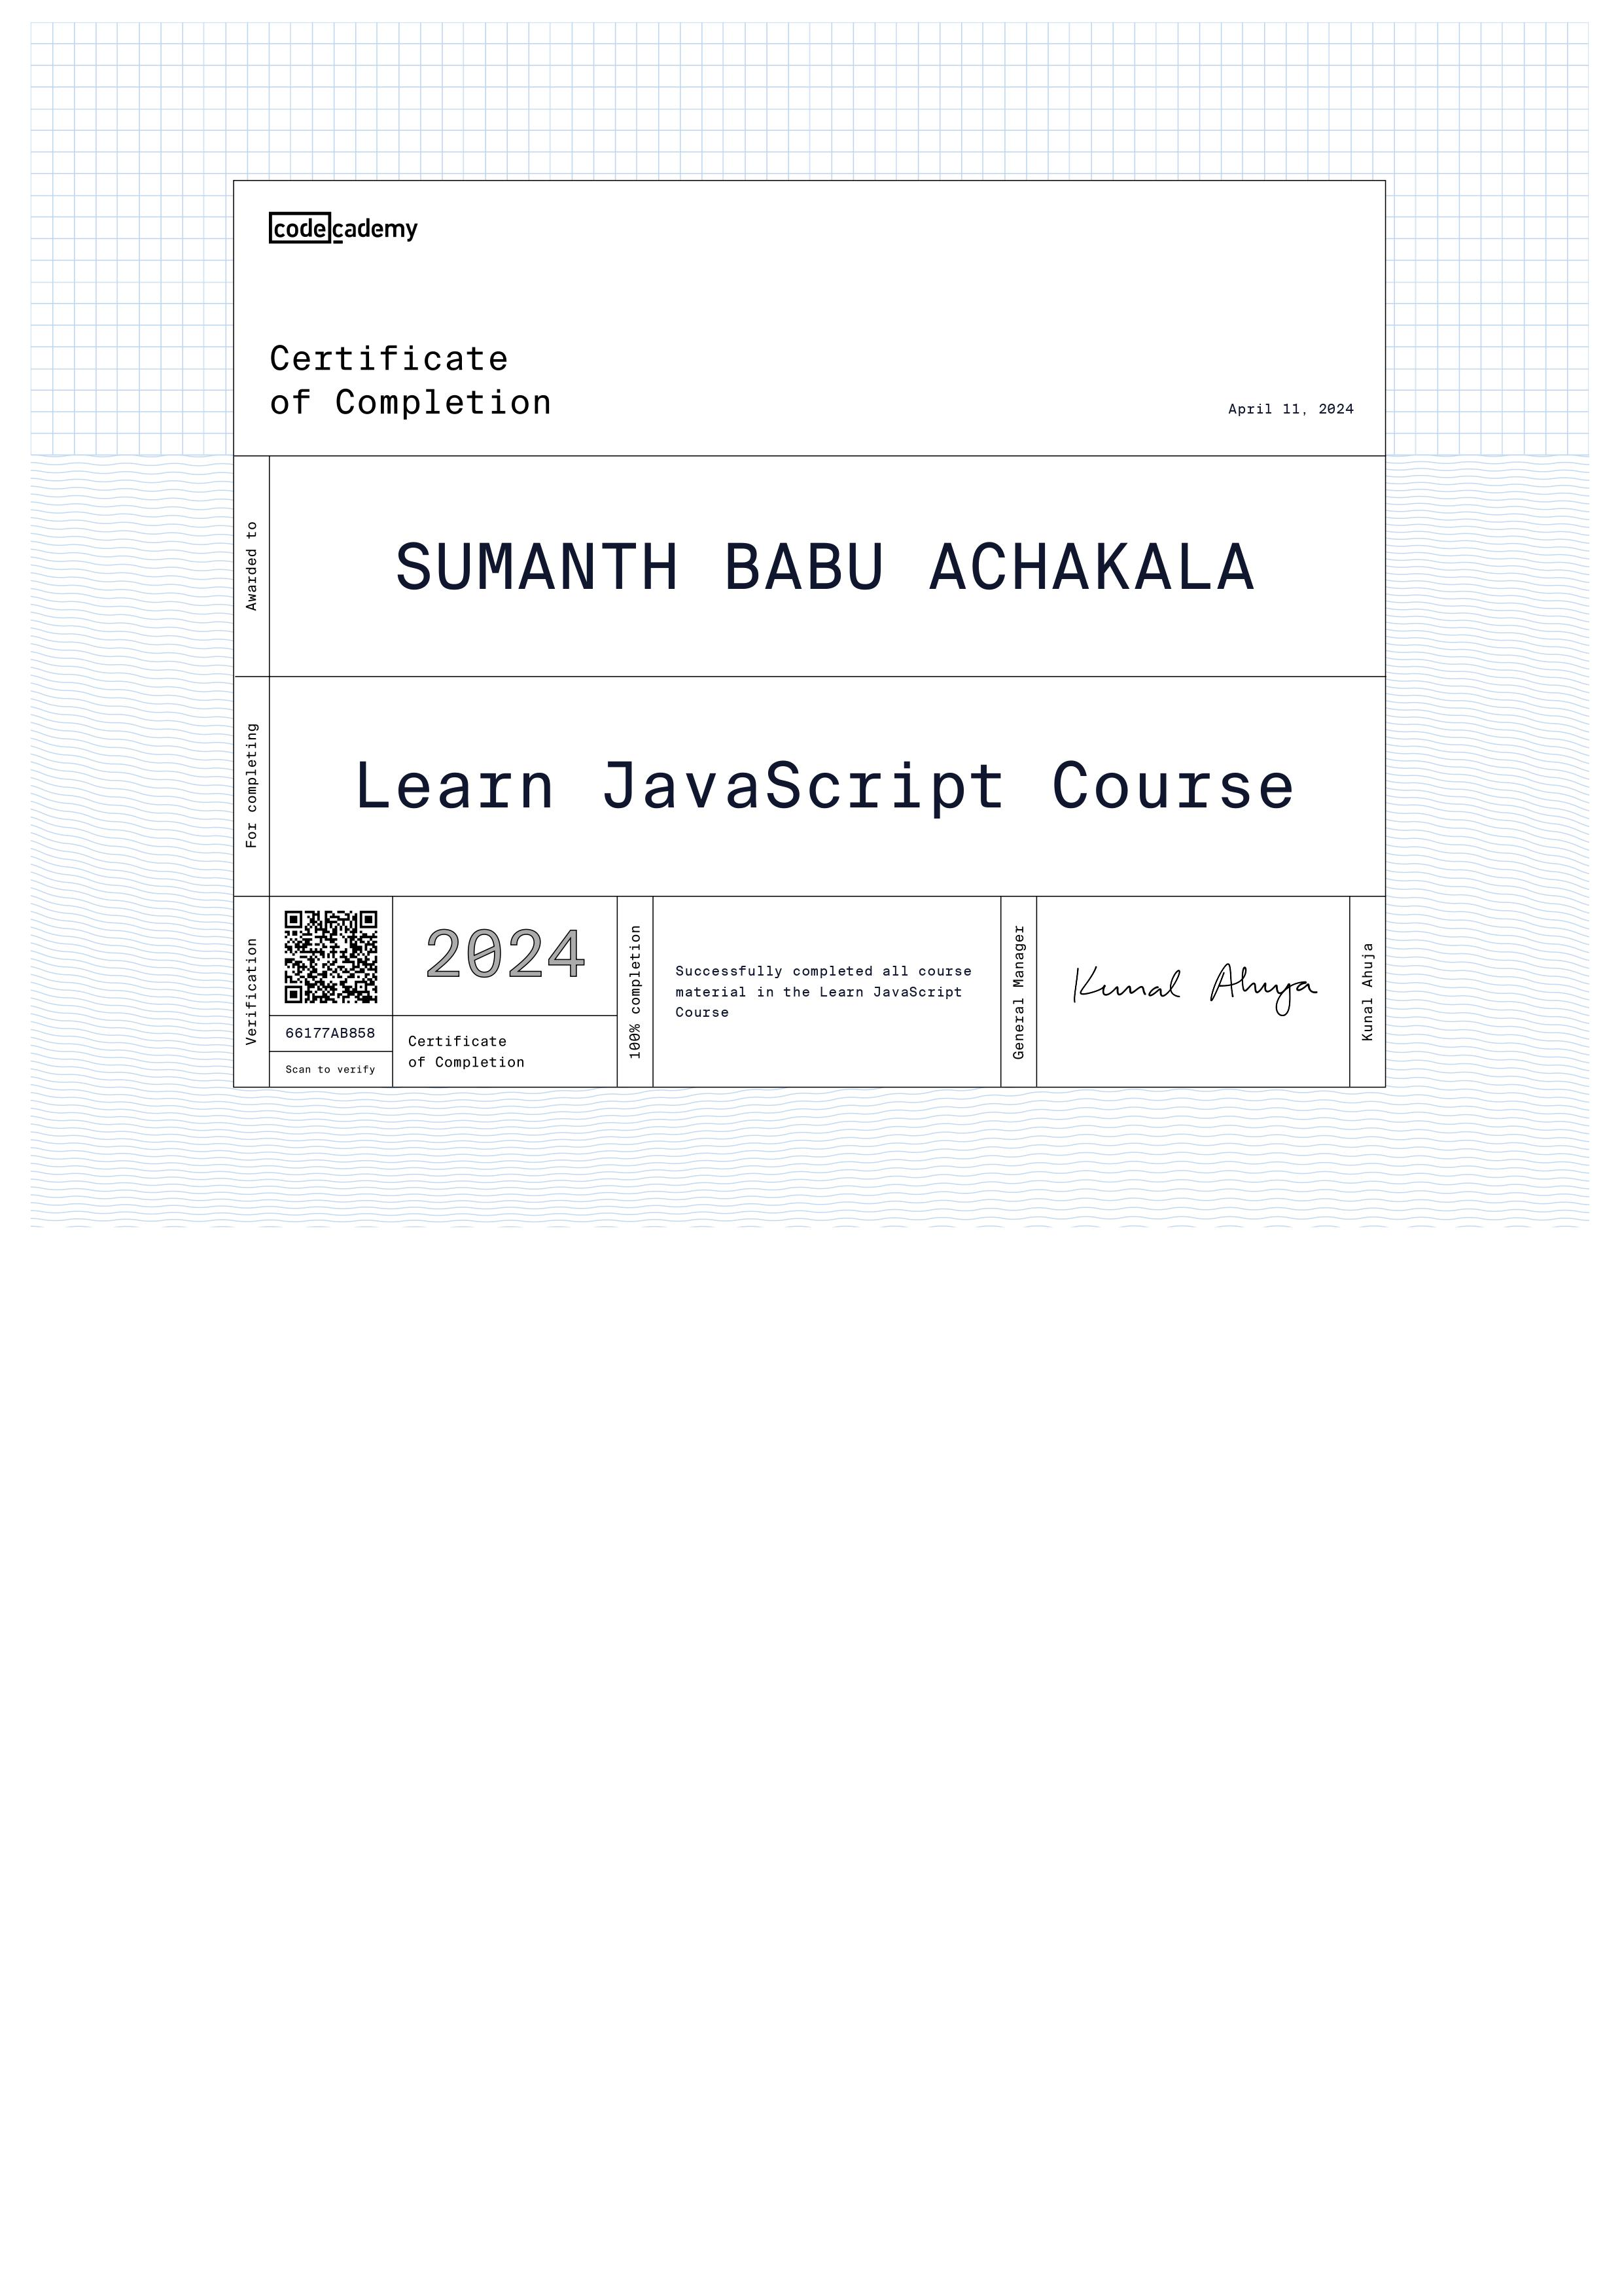 codecademy
Certificate
of Completion
April 11, 2024
Awarded to
SUMANTH BABU ACHAKALA
For completing
Learn JavaScript Course
Verification
66177AB858
Scan to verify
2024
Certificate
of Completion
100% completion
Successfully completed all course
material in the Learn JavaScript
Course
General Manager
Kunal Ahuja
Kunal Ahuja